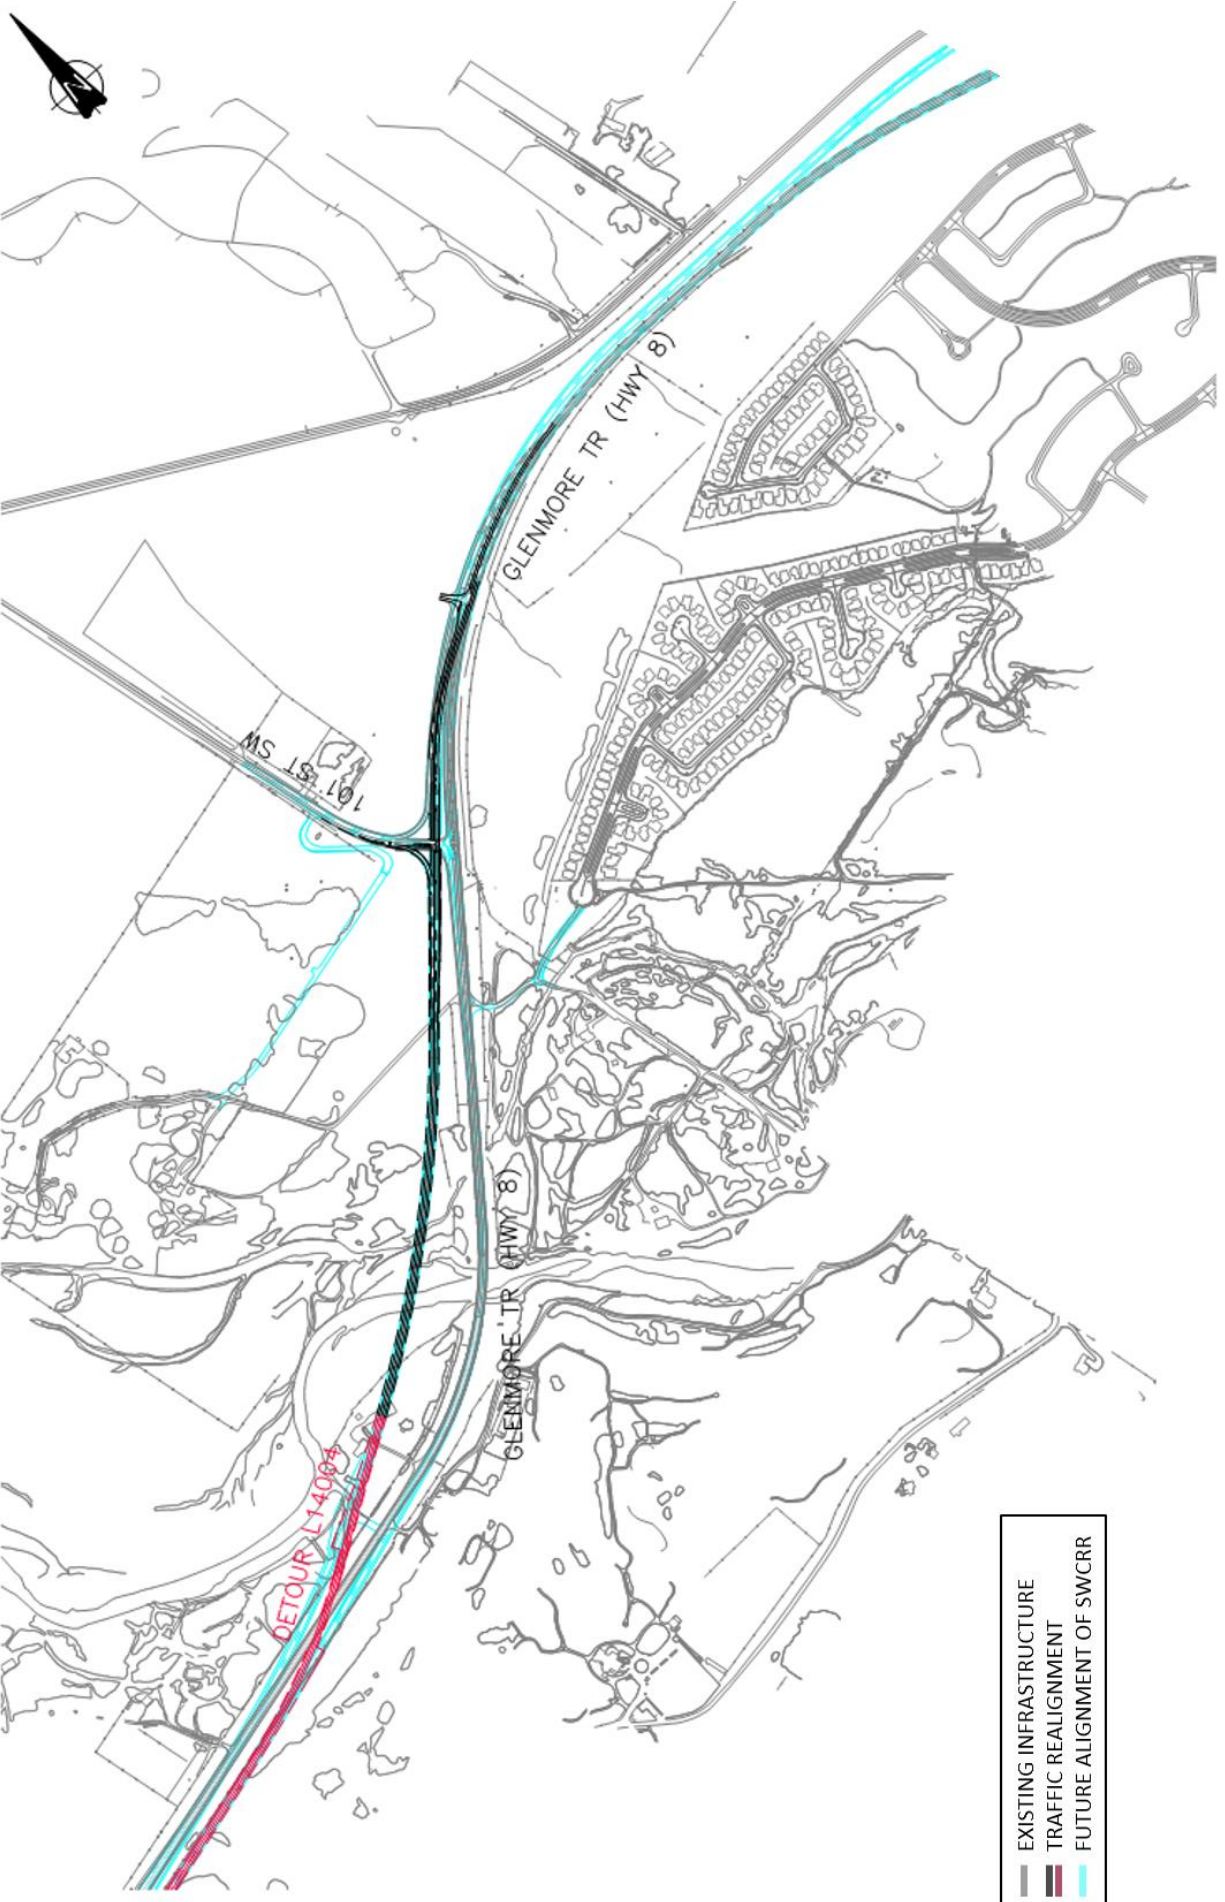 GLENMORE TR (HWY 8)
101 ST SW
GLENMORE TR (HWY 8)
DETOUR L14004
EXISTING INFRASTRUCTURE
TRAFFIC REALIGNMENT
FUTURE ALIGNMENT OF SWCRR